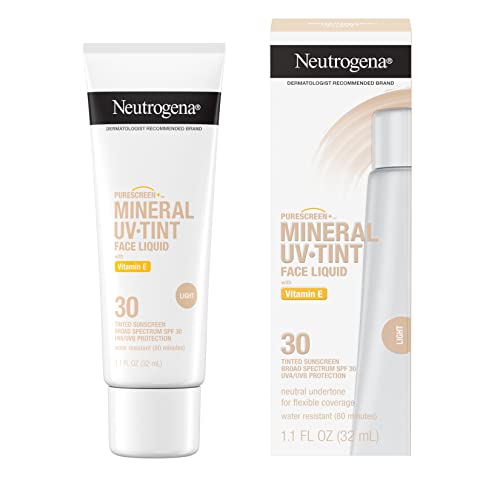 Neutrogena®
DERMATOLOGIST RECOMMENDED BRAND
PURESCREEN+™
MINERAL
UV•TINT
FACE LIQUID
with
Vitamin E
30
LIGHT
TINTED SUNSCREEN
BROAD SPECTRUM SPF 30
UVA/UVB PROTECTION
water resistant (80 minutes)
1.1 FL OZ (32 mL)
Neutrogena®
DERMATOLOGIST RECOMMENDED BRAND
PURESCREEN+™
MINERAL
UV•TINT
FACE LIQUID
with
Vitamin E
30
LIGHT
TINTED SUNSCREEN
BROAD SPECTRUM SPF 30
UVA/UVB PROTECTION
neutral undertone
for flexible coverage
water resistant (80 minutes)
1.1 FL OZ (32 mL)